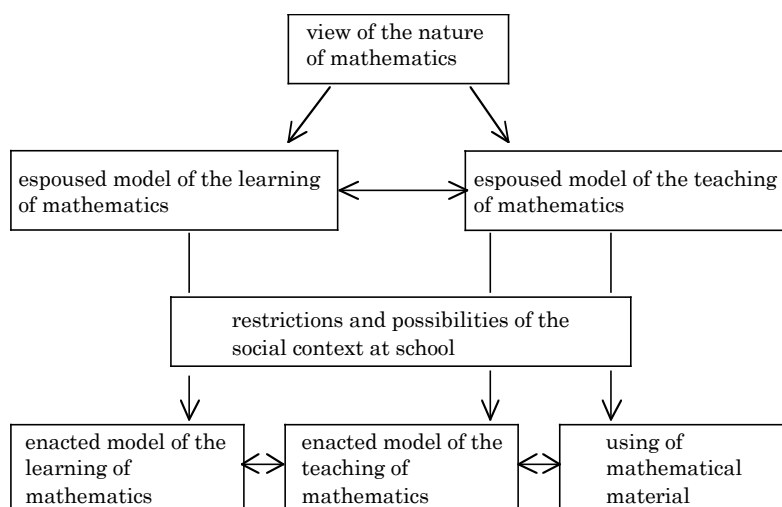 view of the nature
of mathematics
espoused model of the learning
of mathematics
espoused model of the teaching
of mathematics
restrictions and possibilities of the
social context at school
enacted model of the
learning of
mathematics
enacted model of the
teaching of
mathematics
using of
mathematical
material